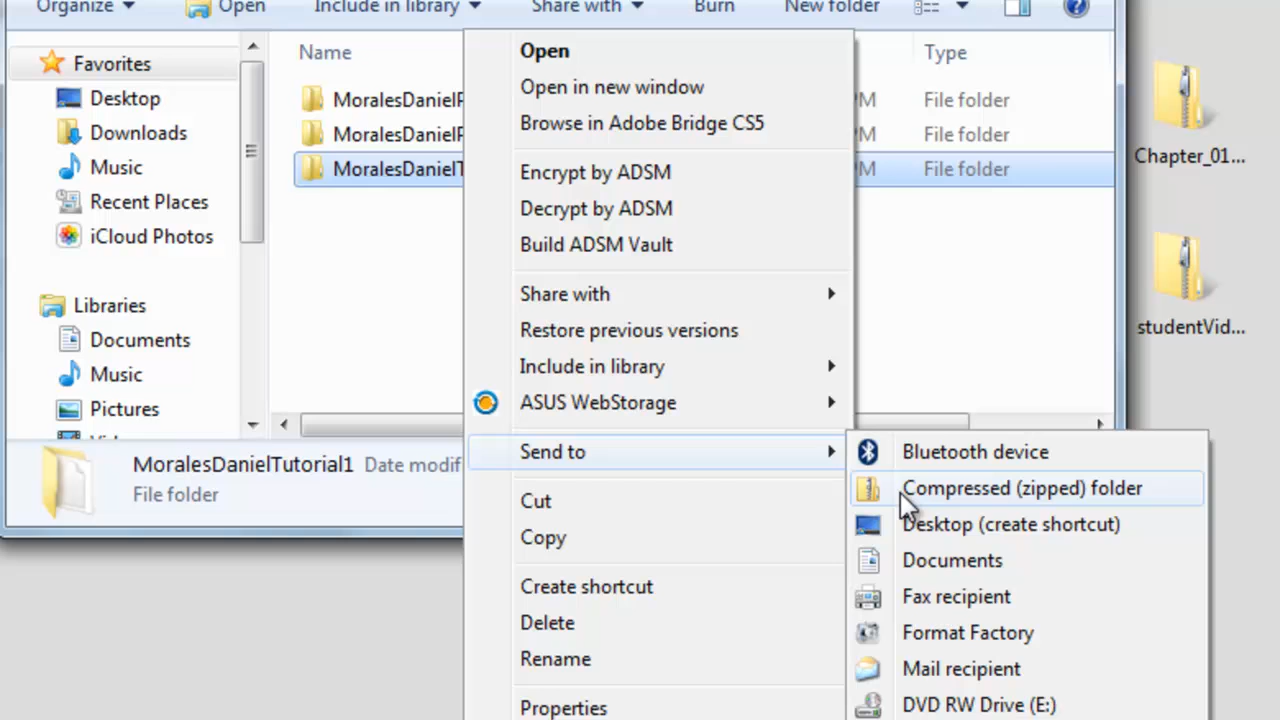 Organize
Open
Include in library
Share with
Burn
New folder
Favorites
Desktop
Downloads
Music
Recent Places
iCloud Photos
Libraries
Documents
Music
Pictures
Name
Type
MoralesDanielP
M
File folder
MoralesDanielP
M
File folder
MoralesDanielT
M
File folder
MoralesDanielTutorial1
Date modif
File folder
Open
Open in new window
Browse in Adobe Bridge CS5
Encrypt by ADSM
Decrypt by ADSM
Build ADSM Vault
Share with
Restore previous versions
Include in library
ASUS WebStorage
Send to
Cut
Copy
Create shortcut
Delete
Rename
Properties
Bluetooth device
Compressed (zipped) folder
Desktop (create shortcut)
Documents
Fax recipient
Format Factory
Mail recipient
DVD RW Drive (E:)
Chapter_01...
studentVid...